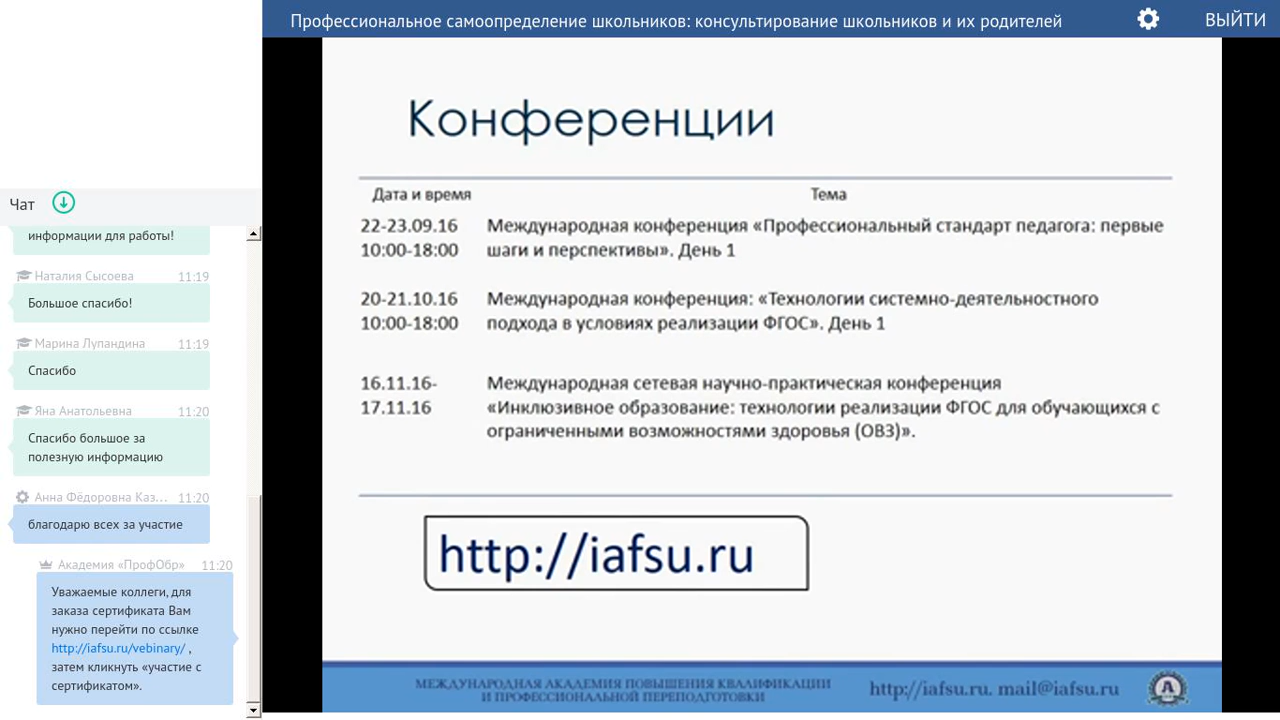 Профессиональное самоопределение школьников: консультирование школьников и их родителей
ВЫЙТИ
Чат
информации для работы!
Наталия Сысоева 11:19
Большое спасибо!
Марина Лупандина 11:19
Спасибо
Яна Анатольевна 11:20
Спасибо большое за
полезную информацию
Анна Фёдоровна Каз... 11:20
благодарю всех за участие
Академия «ПрофОбр» 11:20
Уважаемые коллеги, для
заказа сертификата Вам
нужно перейти по ссылке
http://iafsu.ru/vebinary/ ,
затем кликнуть «участие с
сертификатом».
Конференции
Дата и время Тема
22-23.09.16 Международная конференция «Профессиональный стандарт педагога: первые
10:00-18:00 шаги и перспективы». День 1
20-21.10.16 Международная конференция: «Технологии системно-деятельностного
10:00-18:00 подхода в условиях реализации ФГОС». День 1
16.11.16- Международная сетевая научно-практическая конференция
17.11.16 «Инклюзивное образование: технологии реализации ФГОС для обучающихся с
ограниченными возможностями здоровья (ОВЗ)».
http://iafsu.ru
МЕЖДУНАРОДНАЯ АКАДЕМИЯ ПОВЫШЕНИЯ КВАЛИФИКАЦИИ
И ПРОФЕССИОНАЛЬНОЙ ПЕРЕПОДГОТОВКИ
http://iafsu.ru. mail@iafsu.ru